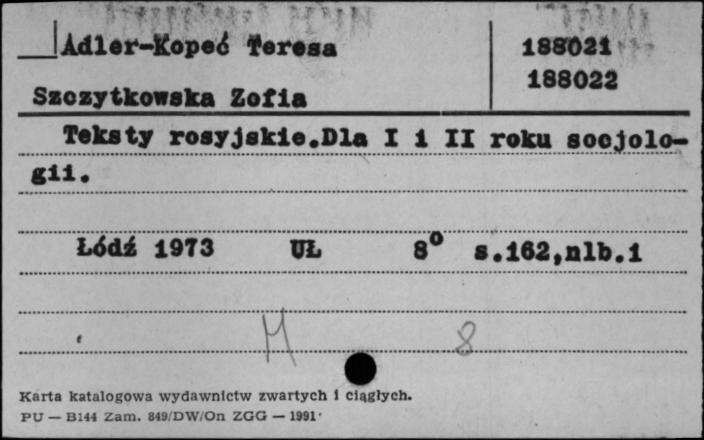 Adler-Kopeć Teresa
188021
188022
Szczytkowska Zofia
Teksty rosyjskie.Dla I i II roku socjolo-
gii.
Łódź 1973 UŁ 8° s.162,nlb.1
M 8
Karta katalogowa wydawnictw zwartych i ciągłych.
PU — B144 Zam. 849/DW/On ZGG — 1991